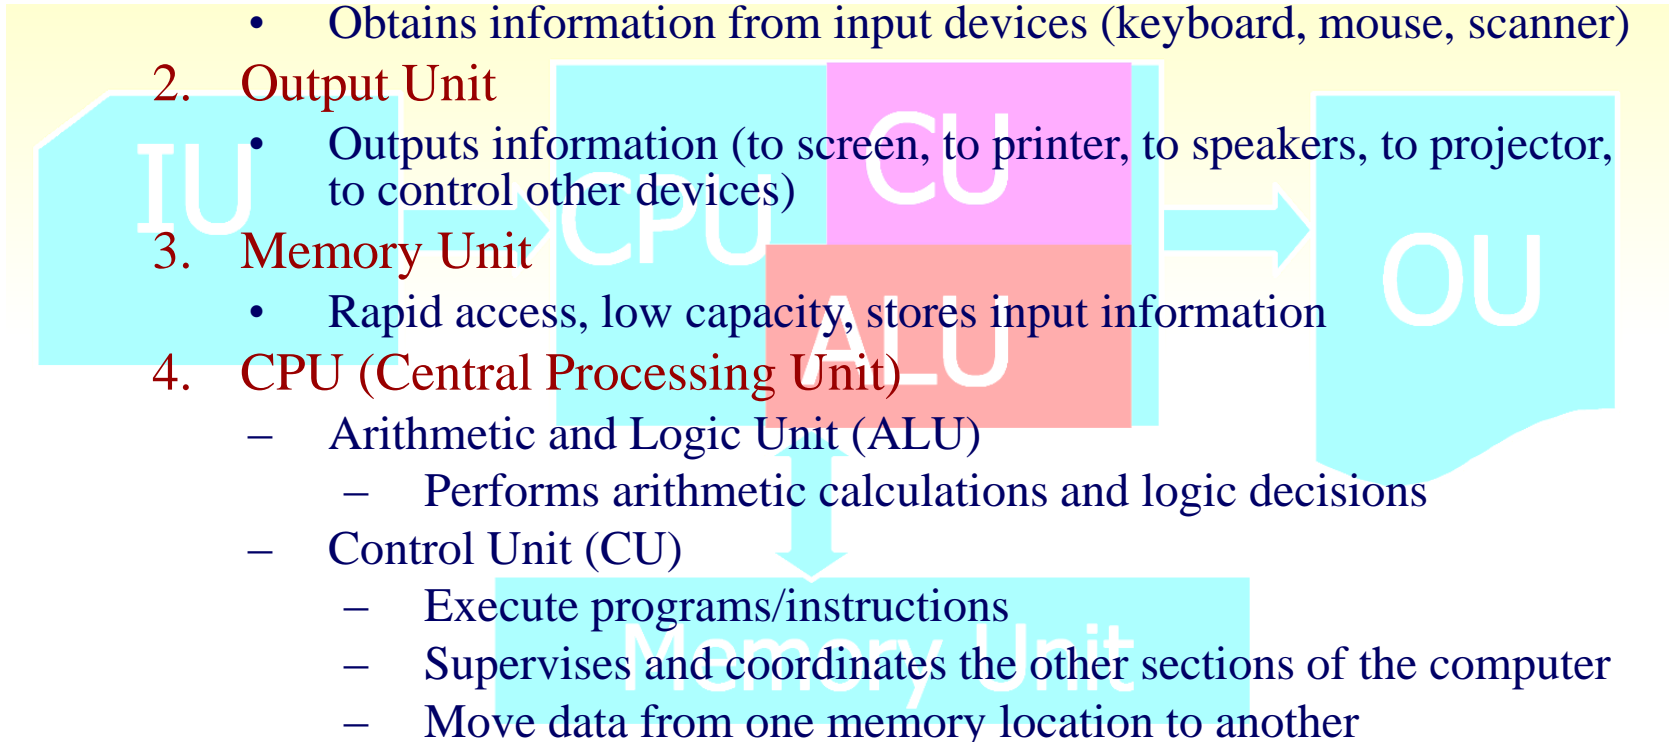 • Obtains information from input devices (keyboard, mouse, scanner)
2. Output Unit
• Outputs information (to screen, to printer, to speakers, to projector,
to control other devices)
3. Memory Unit
• Rapid access, low capacity, stores input information
4. CPU (Central Processing Unit)
– Arithmetic and Logic Unit (ALU)
– Performs arithmetic calculations and logic decisions
– Control Unit (CU)
– Execute programs/instructions
– Supervises and coordinates the other sections of the computer
– Move data from one memory location to another
IU
CPU
CU
ALU
OU
Memory Unit